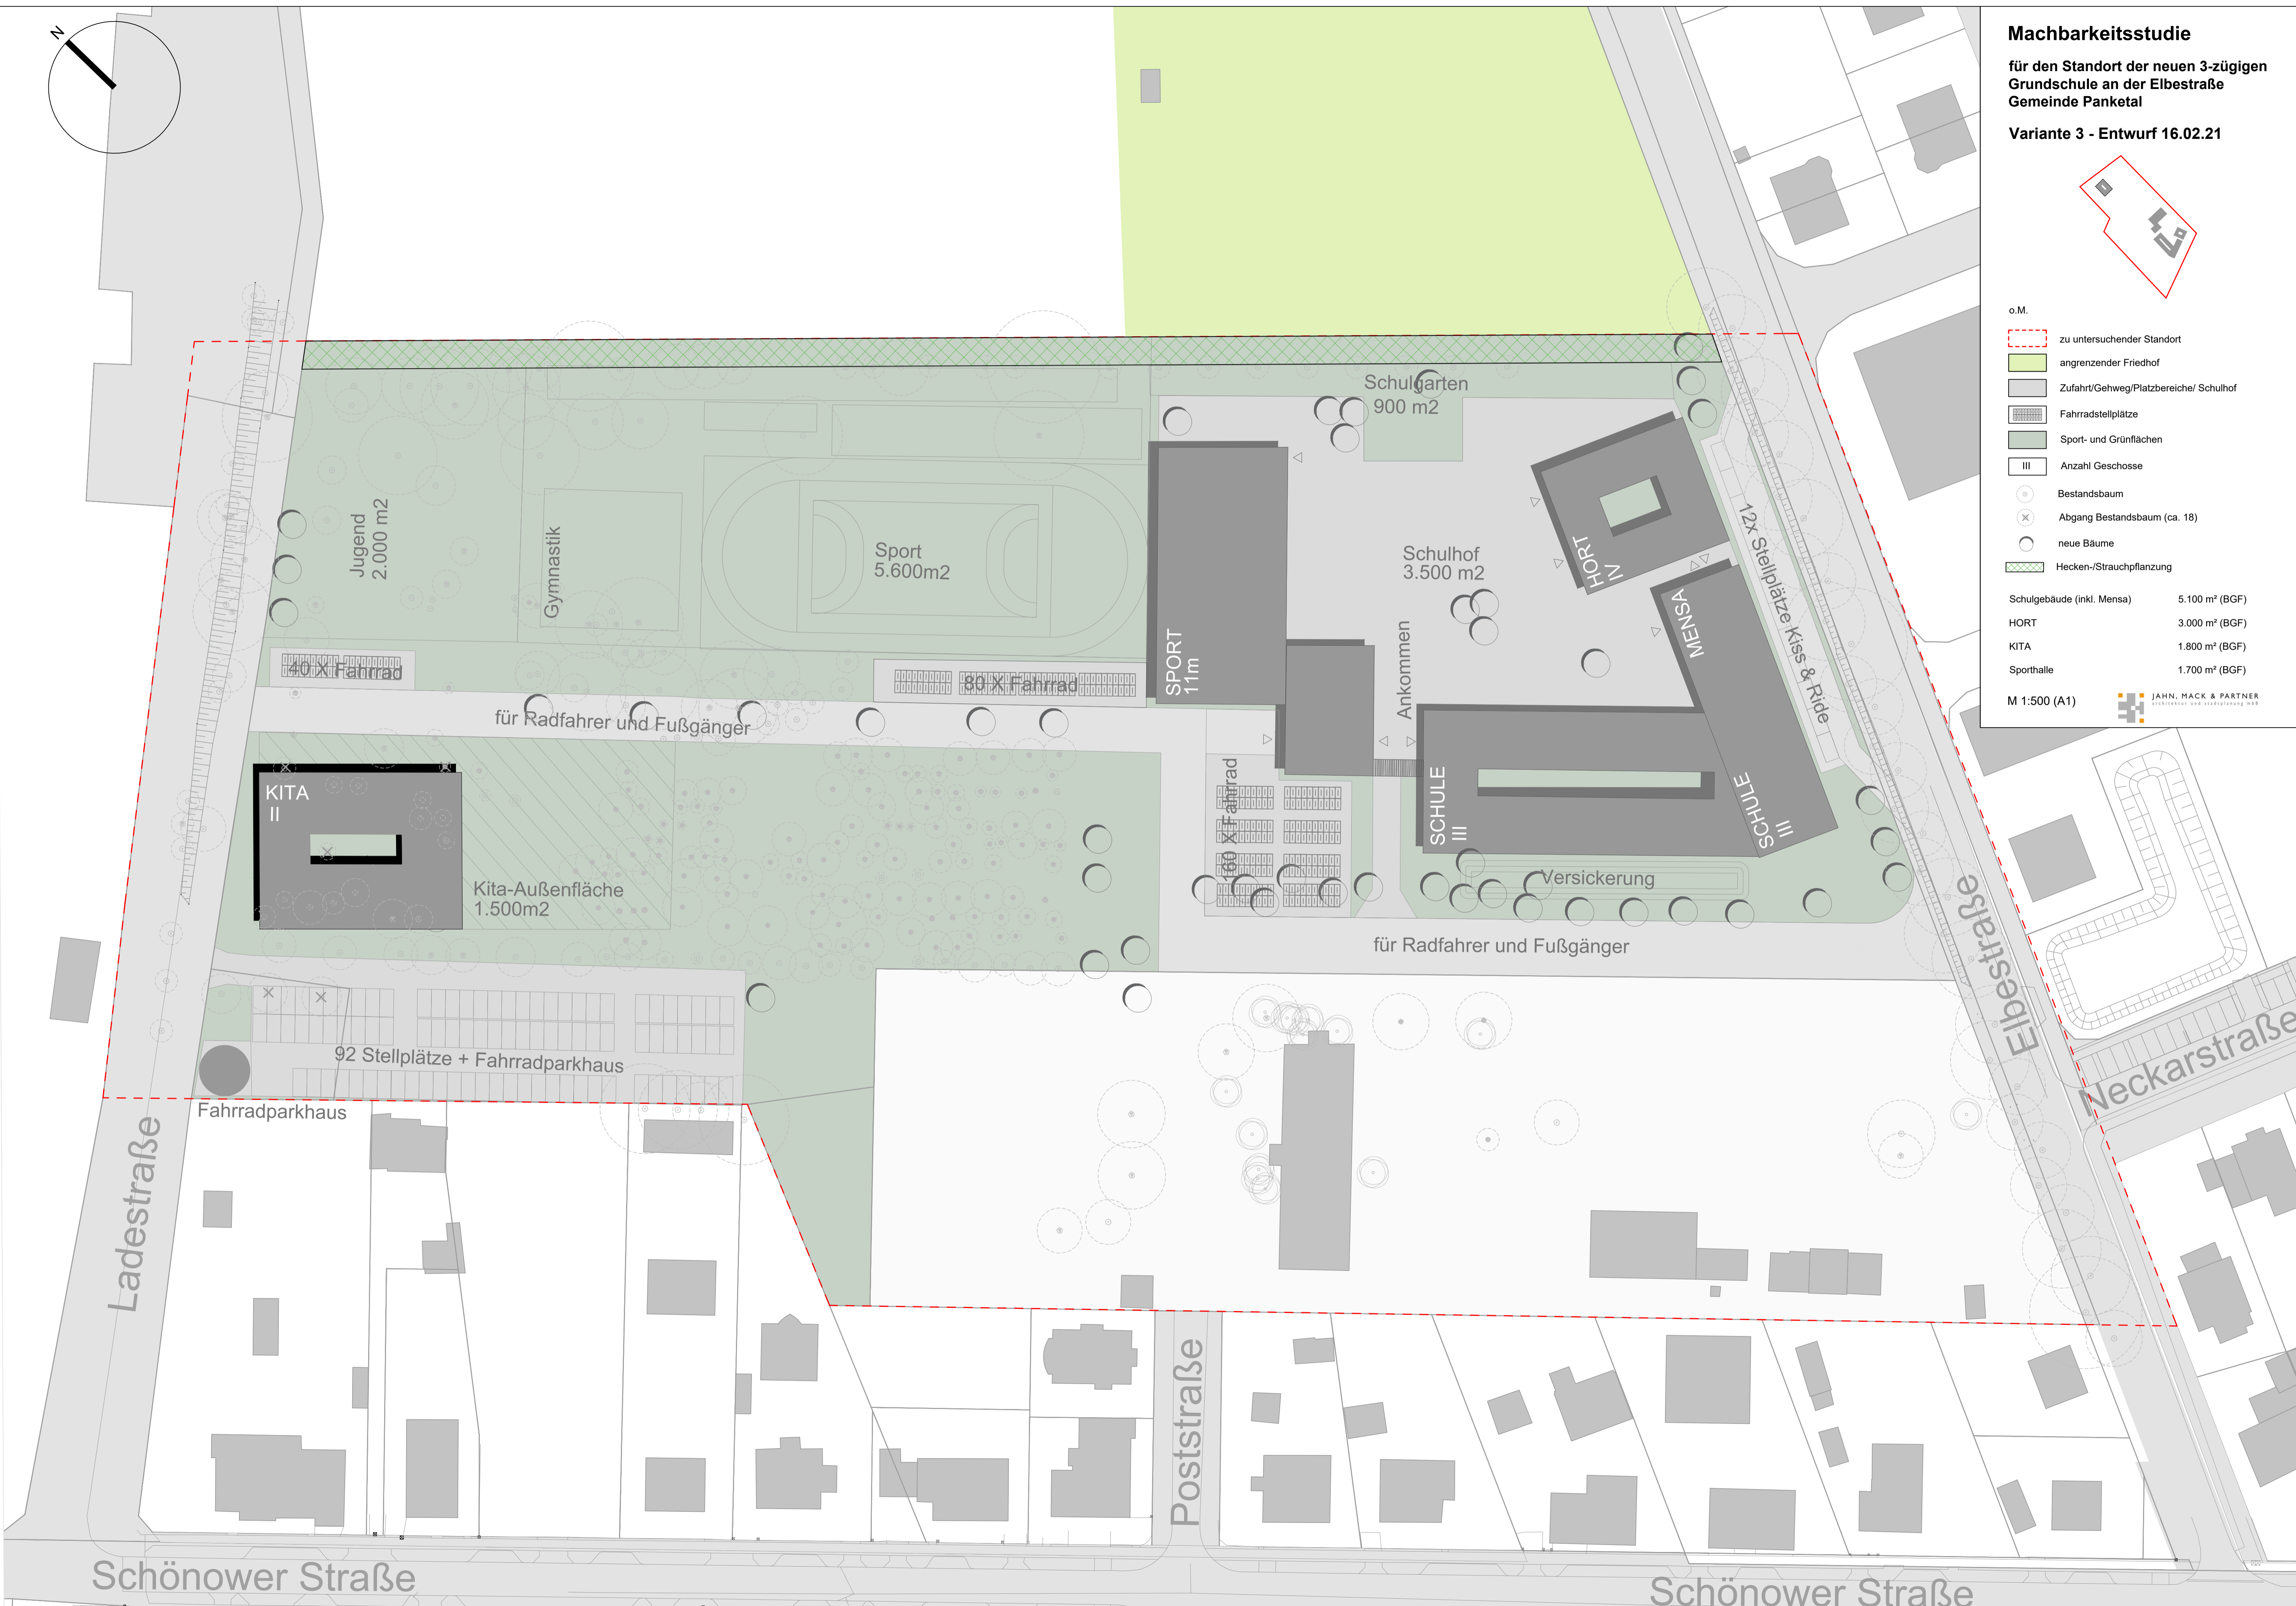 N
Machbarkeitsstudie
für den Standort der neuen 3-zügigen
Grundschule an der Elbestraße
Gemeinde Panketal
Variante 3 - Entwurf 16.02.21
o.M.
zu untersuchender Standort
angrenzender Friedhof
Zufahrt/Gehweg/Platzbereiche/ Schulhof
Fahrradstellplätze
Sport- und Grünflächen
III Anzahl Geschosse
Bestandsbaum
Abgang Bestandsbaum (ca. 18)
neue Bäume
Hecken-/Strauchpflanzung
Schulgebäude (inkl. Mensa) 5.100 m² (BGF)
HORT 3.000 m² (BGF)
KITA 1.800 m² (BGF)
Sporthalle 1.700 m² (BGF)
M 1:500 (A1)
JAHN, MACK & PARTNER
architektur und stadtplanung mbB
Schulgarten
900 m2
Jugend
2.000 m2
Gymnastik
Sport
5.600m2
Schulhof
3.500 m2
HORT
IV
12x Stellplätze Kiss & Ride
MENSA
SPORT
11m
Ankommen
40 X Fahrrad
80 X Fahrrad
für Radfahrer und Fußgänger
KITA
II
160 X Fahrrad
SCHULE
III
SCHULE
III
Kita-Außenfläche
1.500m2
Versickerung
für Radfahrer und Fußgänger
Elbestraße
Neckarstraße
92 Stellplätze + Fahrradparkhaus
Fahrradparkhaus
Ladestraße
Poststraße
Schönower Straße
Schönower Straße